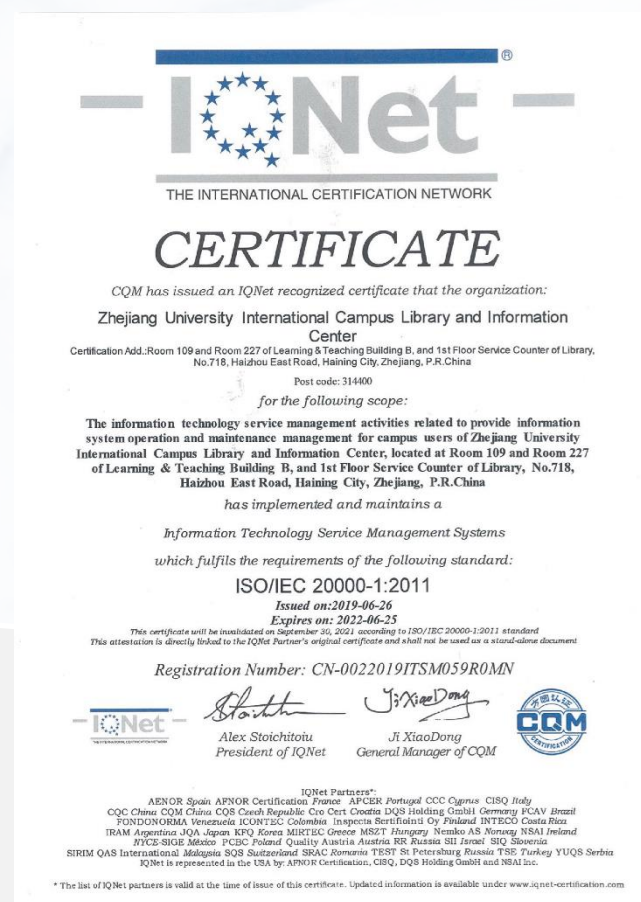 ®
IQNet
THE INTERNATIONAL CERTIFICATION NETWORK
CERTIFICATE
CQM has issued an IQNet recognized certificate that the organization:
Zhejiang University International Campus Library and Information
Center
Certification Add.:Room 109 and Room 227 of Learning & Teaching Building B, and 1st Floor Service Counter of Library,
No.718, Haizhou East Road, Haining City, Zhejiang, P.R.China
Post code: 314400
for the following scope:
The information technology service management activities related to provide information
system operation and maintenance management for campus users of Zhejiang University
International Campus Library and Information Center, located at Room 109 and Room 227
of Learning & Teaching Building B, and 1st Floor Service Counter of Library, No.718,
Haizhou East Road, Haining City, Zhejiang, P.R.China
has implemented and maintains a
Information Technology Service Management Systems
which fulfils the requirements of the following standard:
ISO/IEC 20000-1:2011
Issued on:2019-06-26
Expires on: 2022-06-25
This certificate will be invalidated on September 30, 2021 according to ISO/IEC 20000-1:2011 standard
This attestation is directly linked to the IQNet Partner's original certificate and shall not be used as a stand-alone document
Registration Number: CN-0022019ITSM059R0MN
IQNet
THE INTERNATIONAL CERTIFICATION NETWORK
Ji XiaoDong
Alex Stoichitoiu
President of IQNet
Ji XiaoDong
General Manager of CQM
方圆认证
CQM
CERTIFICATION
IQNet Partners*:
AENOR Spain AFNOR Certification France APCER Portugal CCC Cyprus CISQ Italy
CQC China CQM China CQS Czech Republic Cro Cert Croatia DQS Holding GmbH Germany FCAV Brazil
FONDONORMA Venezuela ICONTEC Colombia Inspecta Sertifiointi Oy Finland INTECO Costa Rica
IRAM Argentina JQA Japan KFQ Korea MIRTEC Greece MSZT Hungary Nemko AS Norway NSAI Ireland
NYCE-SIGE México PCBC Poland Quality Austria Austria RR Russia SII Israel SIQ Slovenia
SIRIM QAS International Malaysia SQS Switzerland SRAC Romania TEST St Petersburg Russia TSE Turkey YUQS Serbia
IQNet is represented in the USA by: AFNOR Certification, CISQ, DQS Holding GmbH and NSAI Inc.
* The list of IQNet partners is valid at the time of issue of this certificate. Updated information is available under www.iqnet-certification.com